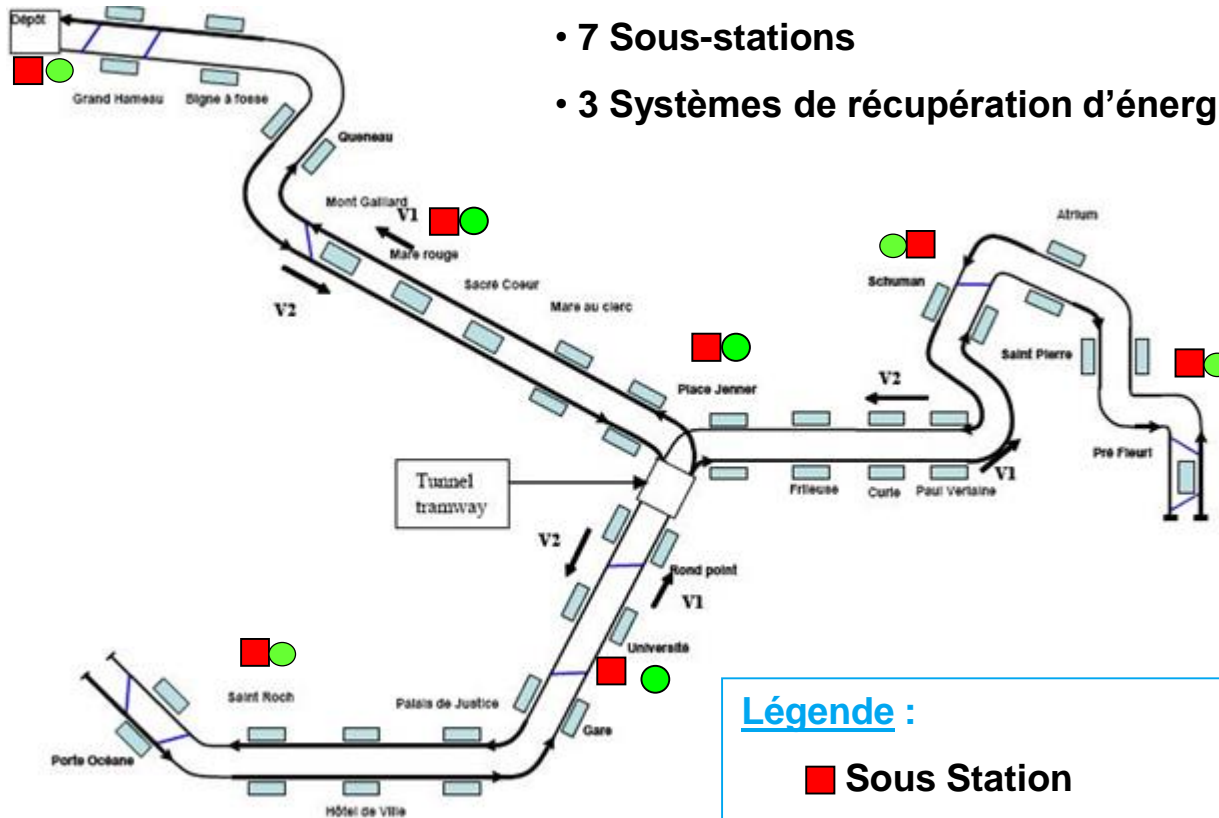 • 7 Sous-stations
• 3 Systèmes de récupération d’énerg
Dépôt
Grand Hameau
Bigne à fosse
Queneau
Mont Gaillard
V1
Mare rouge
V2
Sacré Coeur
Mare au clerc
Place Jenner
Atrium
Schuman
Saint Pierre
V2
Pré Fleuri
V1
Frileuse
Curie
Paul Verlaine
Tunnel
tramway
V2
Rond point
V1
Université
Saint Roch
Palais de Justice
Gare
Porte Océane
Hôtel de Ville
Légende :
Sous Station